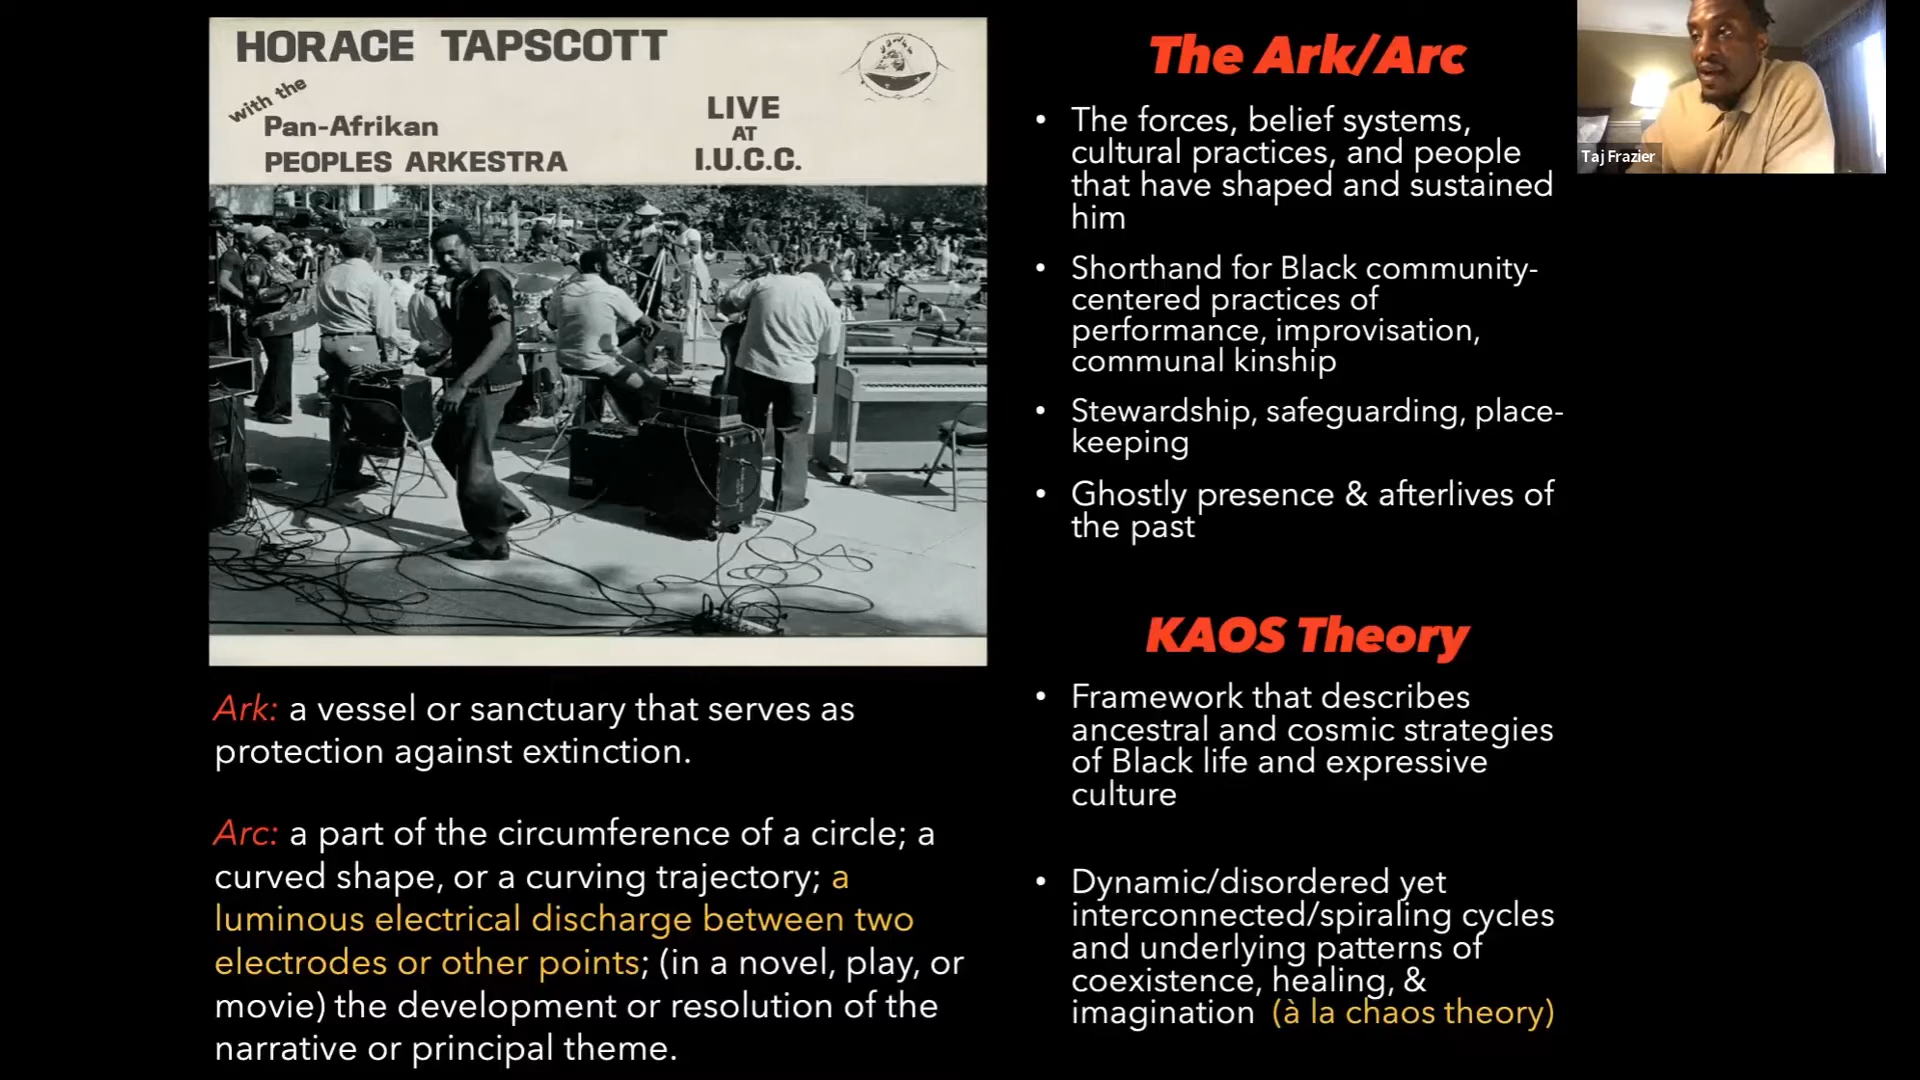 HORACE TAPSCOTT
with the
Pan-Afrikan
PEOPLES ARKESTRA
LIVE
AT
I.U.C.C.
Ark: a vessel or sanctuary that serves as
protection against extinction.
Arc: a part of the circumference of a circle; a
curved shape, or a curving trajectory; a
luminous electrical discharge between two
electrodes or other points; (in a novel, play, or
movie) the development or resolution of the
narrative or principal theme.
The Ark/Arc
• The forces, belief systems,
cultural practices, and people
that have shaped and sustained
him
• Shorthand for Black community-
centered practices of
performance, improvisation,
communal kinship
• Stewardship, safeguarding, place-
keeping
• Ghostly presence & afterlives of
the past
KAOS Theory
• Framework that describes
ancestral and cosmic strategies
of Black life and expressive
culture
• Dynamic/disordered yet
interconnected/spiraling cycles
and underlying patterns of
coexistence, healing, &
imagination (à la chaos theory)
Taj Frazier